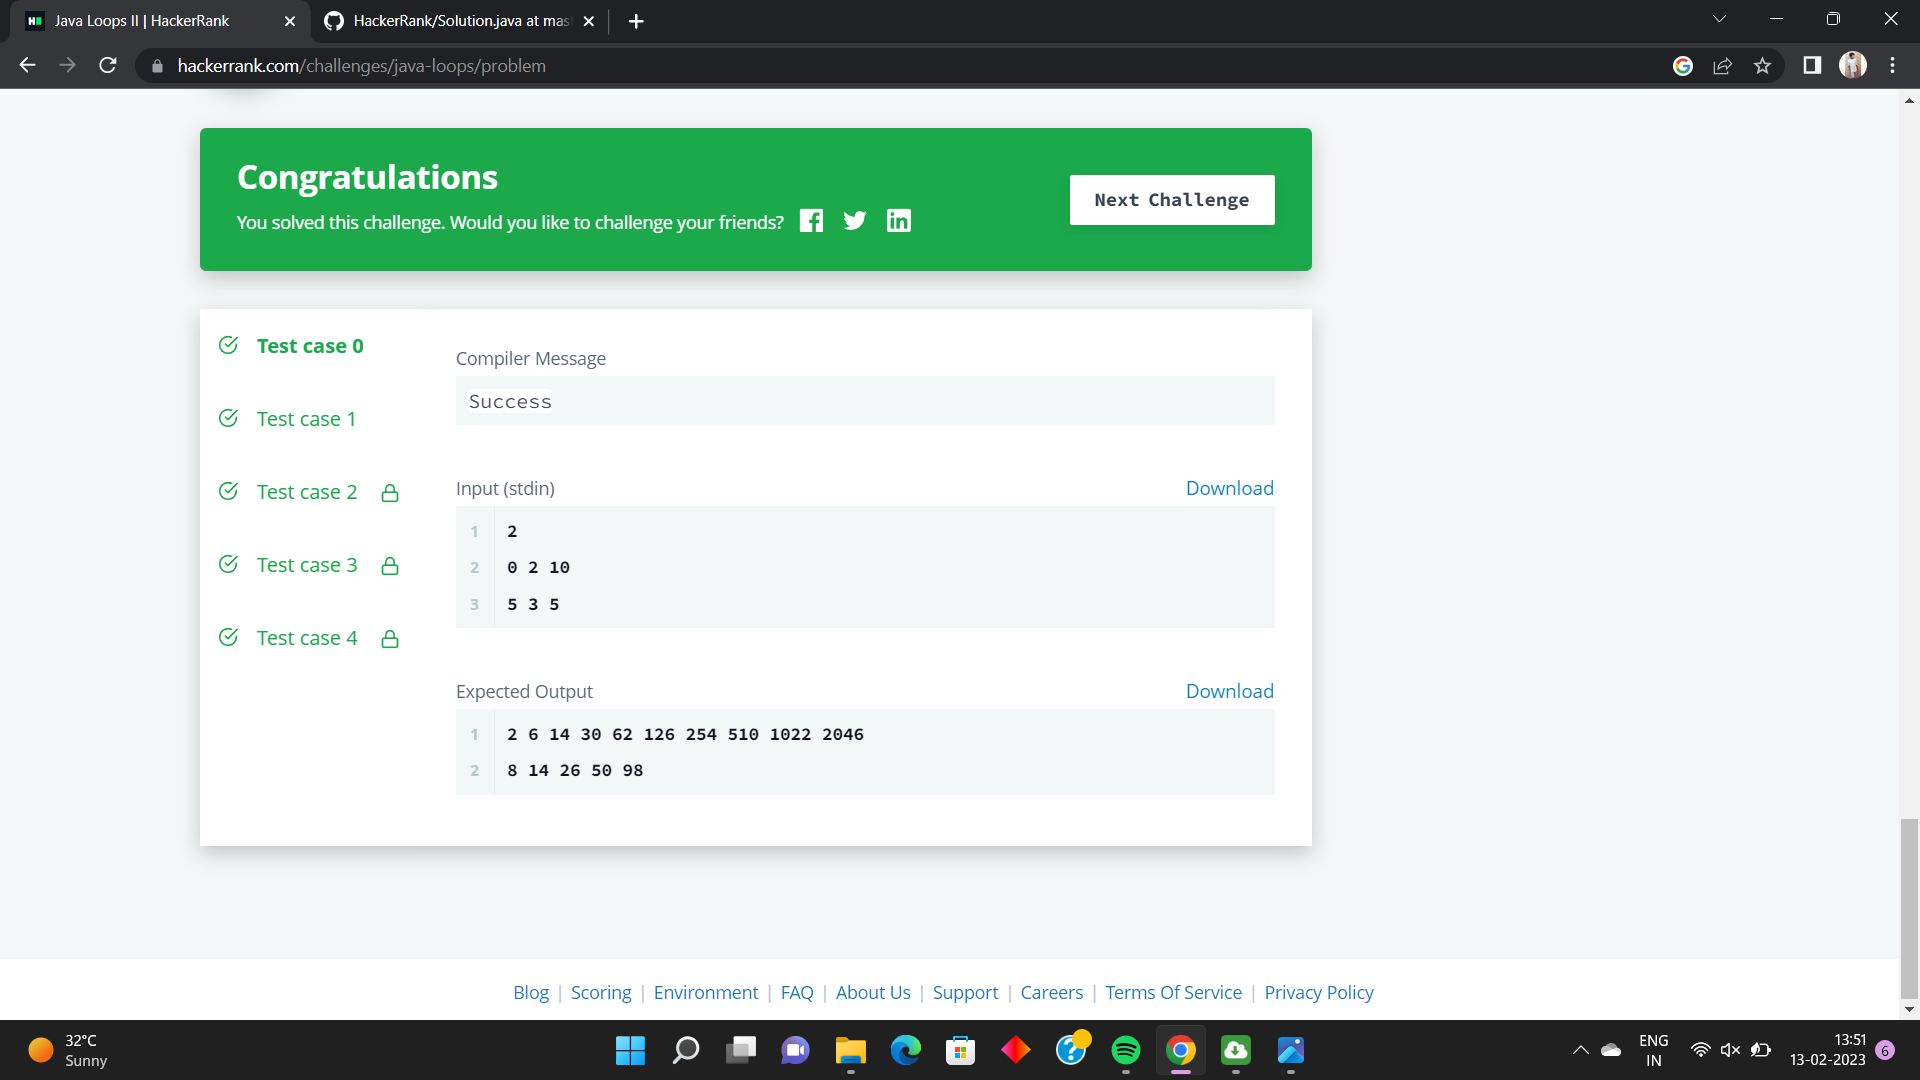 Java Loops II | HackerRank
HackerRank/Solution.java at mas
hackerrank.com/challenges/java-loops/problem
Congratulations
You solved this challenge. Would you like to challenge your friends?
Next Challenge
Test case 0
Test case 1
Test case 2
Test case 3
Test case 4
Compiler Message
Success
Input (stdin)
Download
1 2
2 0 2 10
3 5 3 5
Expected Output
Download
1 2 6 14 30 62 126 254 510 1022 2046
2 8 14 26 50 98
Blog | Scoring | Environment | FAQ | About Us | Support | Careers | Terms Of Service | Privacy Policy
32°C
Sunny
ENG
IN
13:51
13-02-2023
6